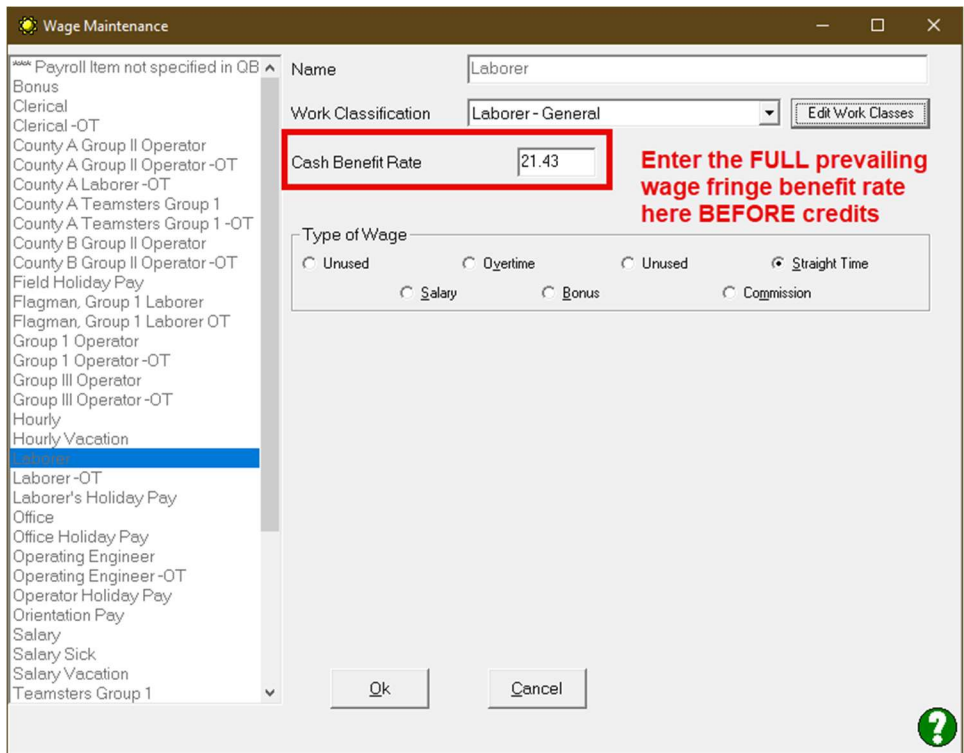 Wage Maintenance
*** Payroll Item not specified in QB
Bonus
Clerical
Clerical -OT
County A Group II Operator
County A Group II Operator -OT
County A Laborer -OT
County A Teamsters Group 1
County A Teamsters Group 1 -OT
County B Group II Operator
County B Group II Operator -OT
Field Holiday Pay
Flagman, Group 1 Laborer
Flagman, Group 1 Laborer OT
Group 1 Operator
Group 1 Operator -OT
Group III Operator
Group III Operator -OT
Hourly
Hourly Vacation
Laborer
Laborer -OT
Laborer's Holiday Pay
Office
Office Holiday Pay
Operating Engineer
Operating Engineer -OT
Operator Holiday Pay
Orientation Pay
Salary
Salary Sick
Salary Vacation
Teamsters Group 1
Name Laborer
Work Classification Laborer - General Edit Work Classes
Cash Benefit Rate 21.43
Enter the FULL prevailing
wage fringe benefit rate
here BEFORE credits
Type of Wage
Unused Overtime Unused Straight Time
Salary Bonus Commission
Ok Cancel
?